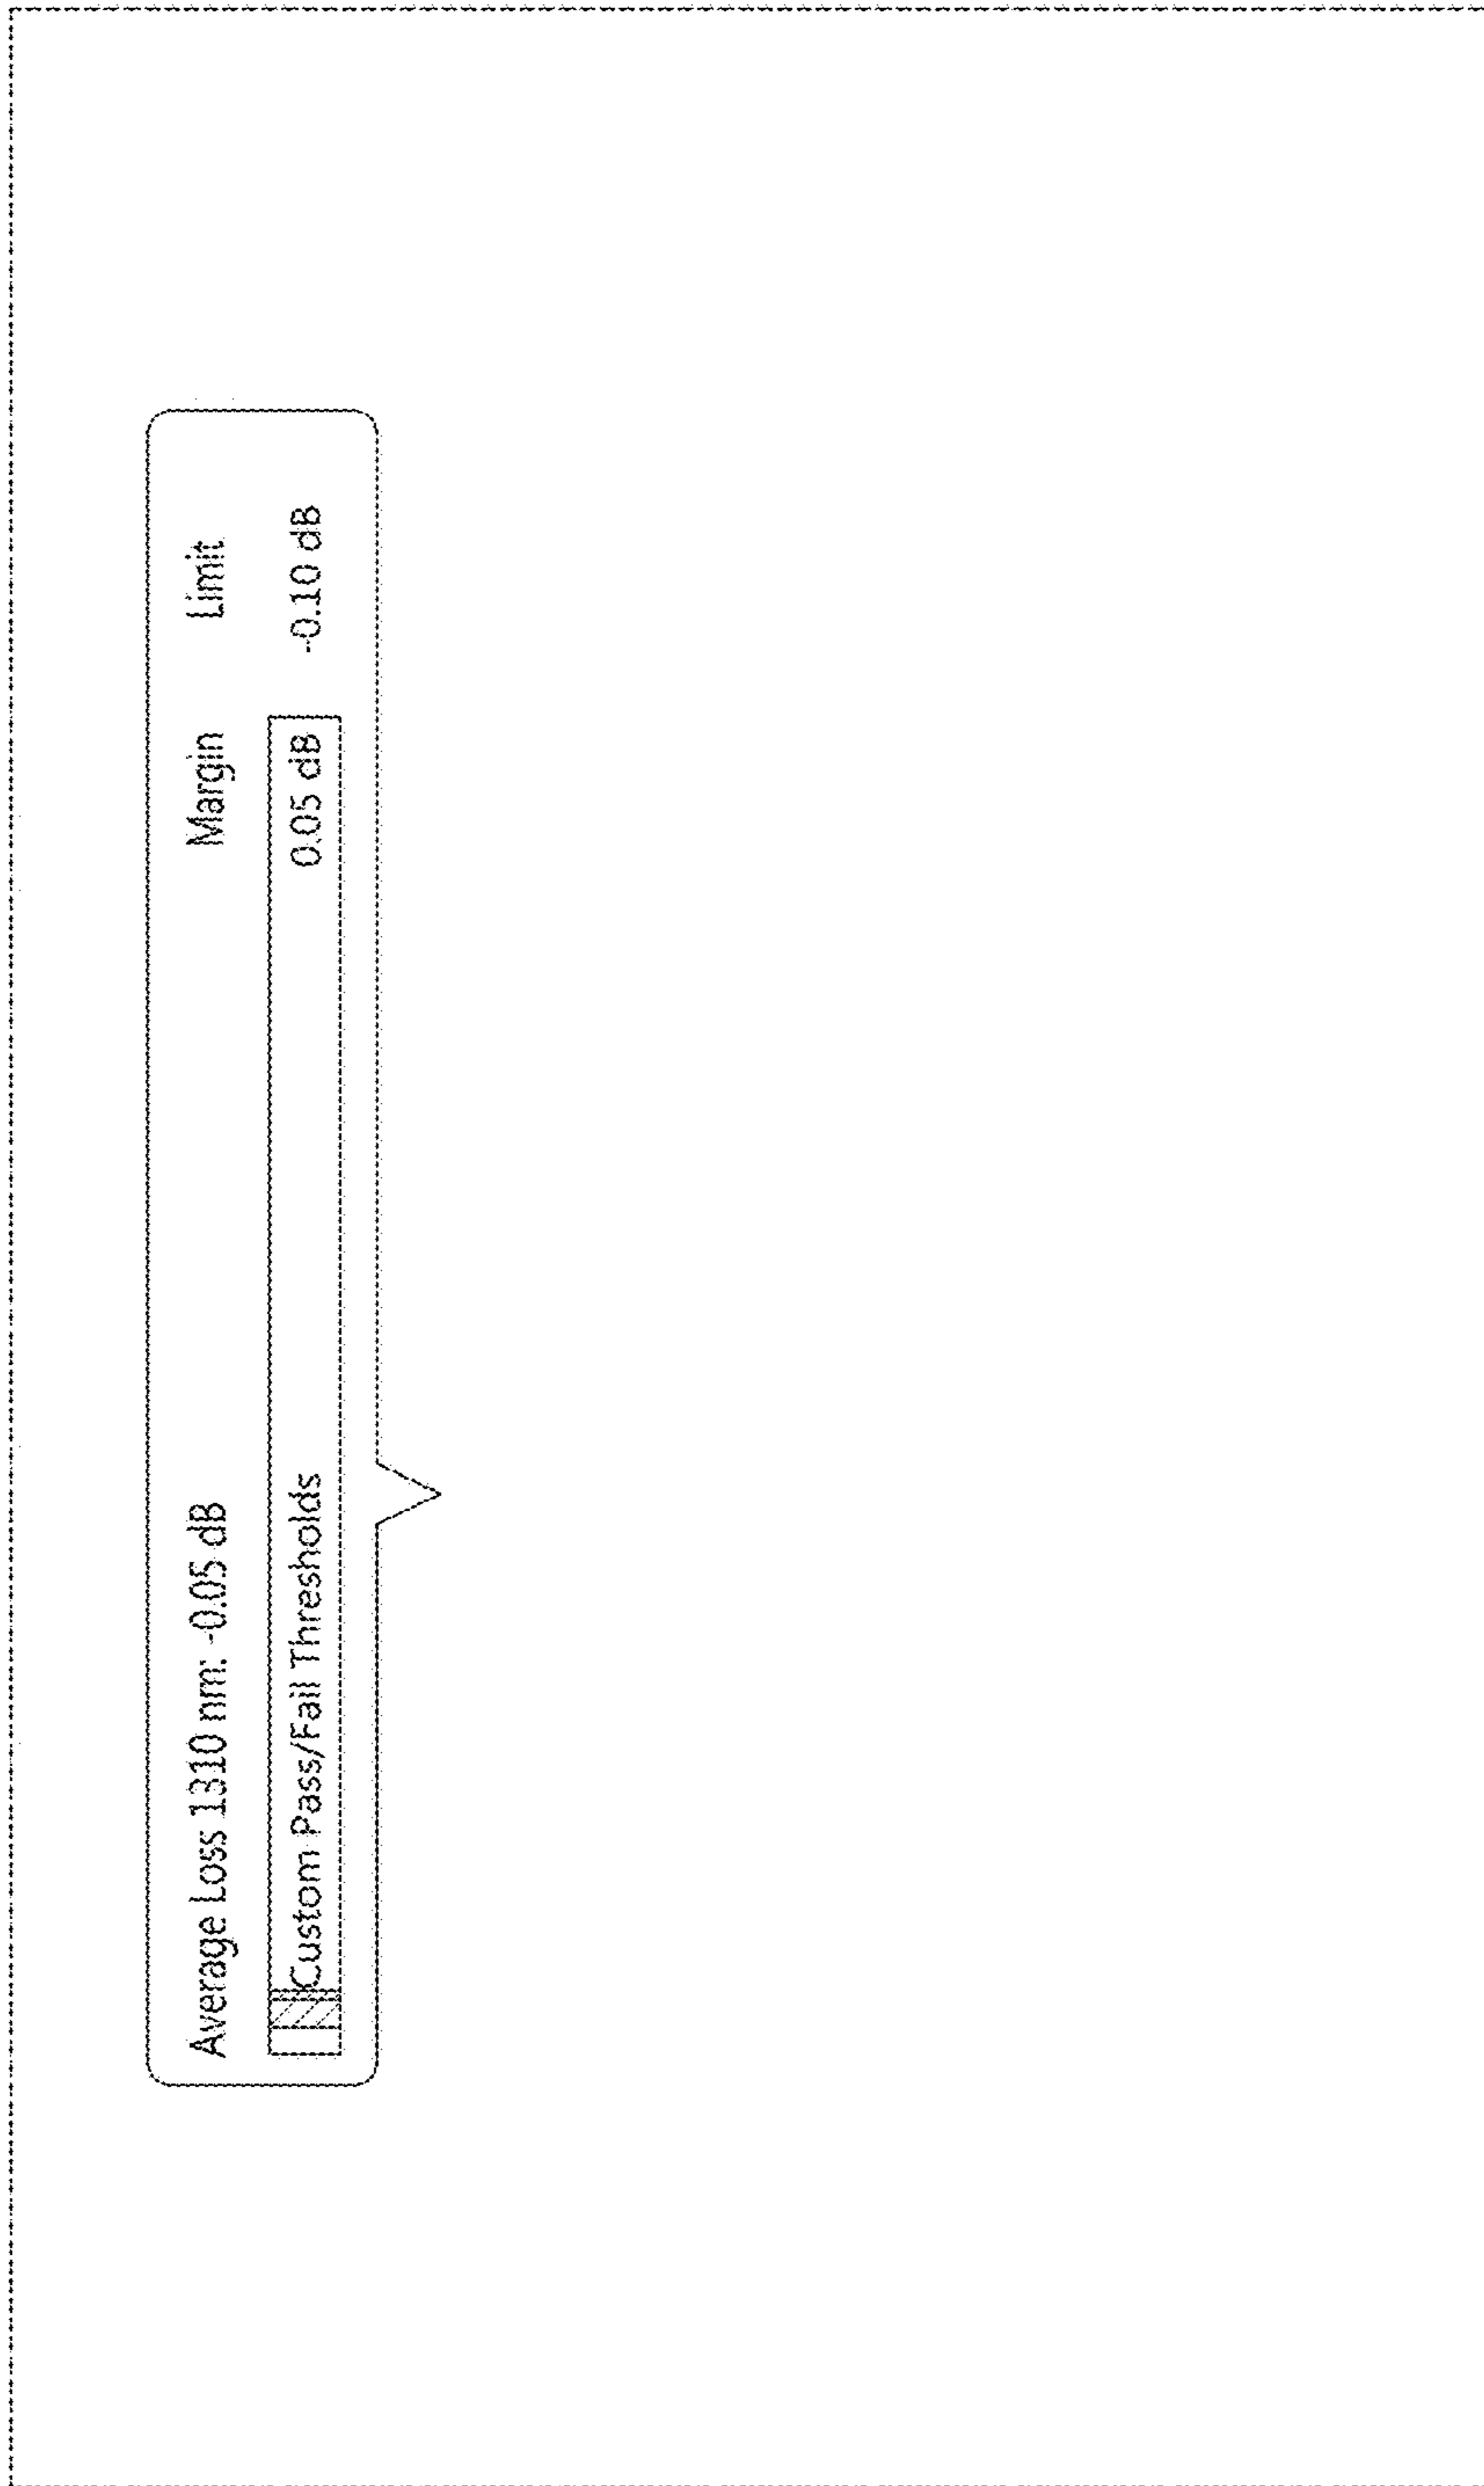 Average Loss 1310 nm: -0.05 dB Margin Limit
Custom Pass/Fail Thresholds 0.05 dB -0.10 dB